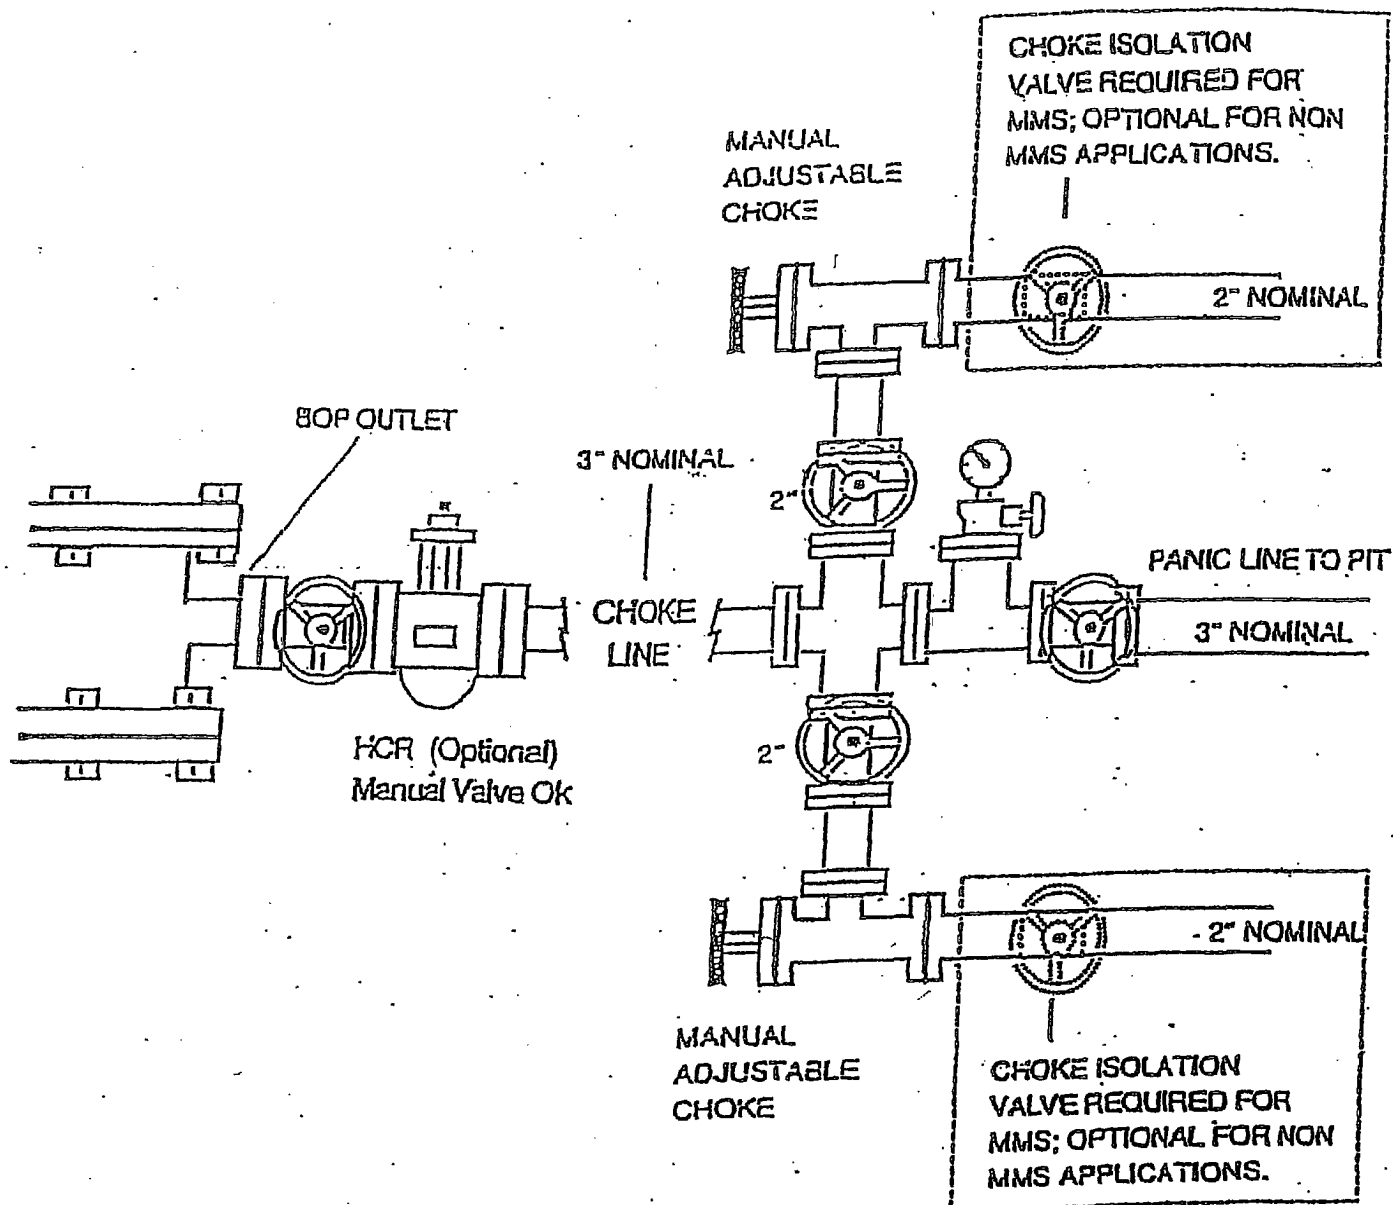 CHOKE ISOLATION
VALVE REQUIRED FOR
MMS; OPTIONAL FOR NON
MMS APPLICATIONS.
MANUAL
ADJUSTABLE
CHOKE
2" NOMINAL
BOP OUTLET
3" NOMINAL
2"
PANIC LINE TO PIT
CHOKE
LINE
3" NOMINAL
HCR (Optional)
Manual Valve Ok
2"
2" NOMINAL
MANUAL
ADJUSTABLE
CHOKE
CHOKE ISOLATION
VALVE REQUIRED FOR
MMS; OPTIONAL FOR NON
MMS APPLICATIONS.